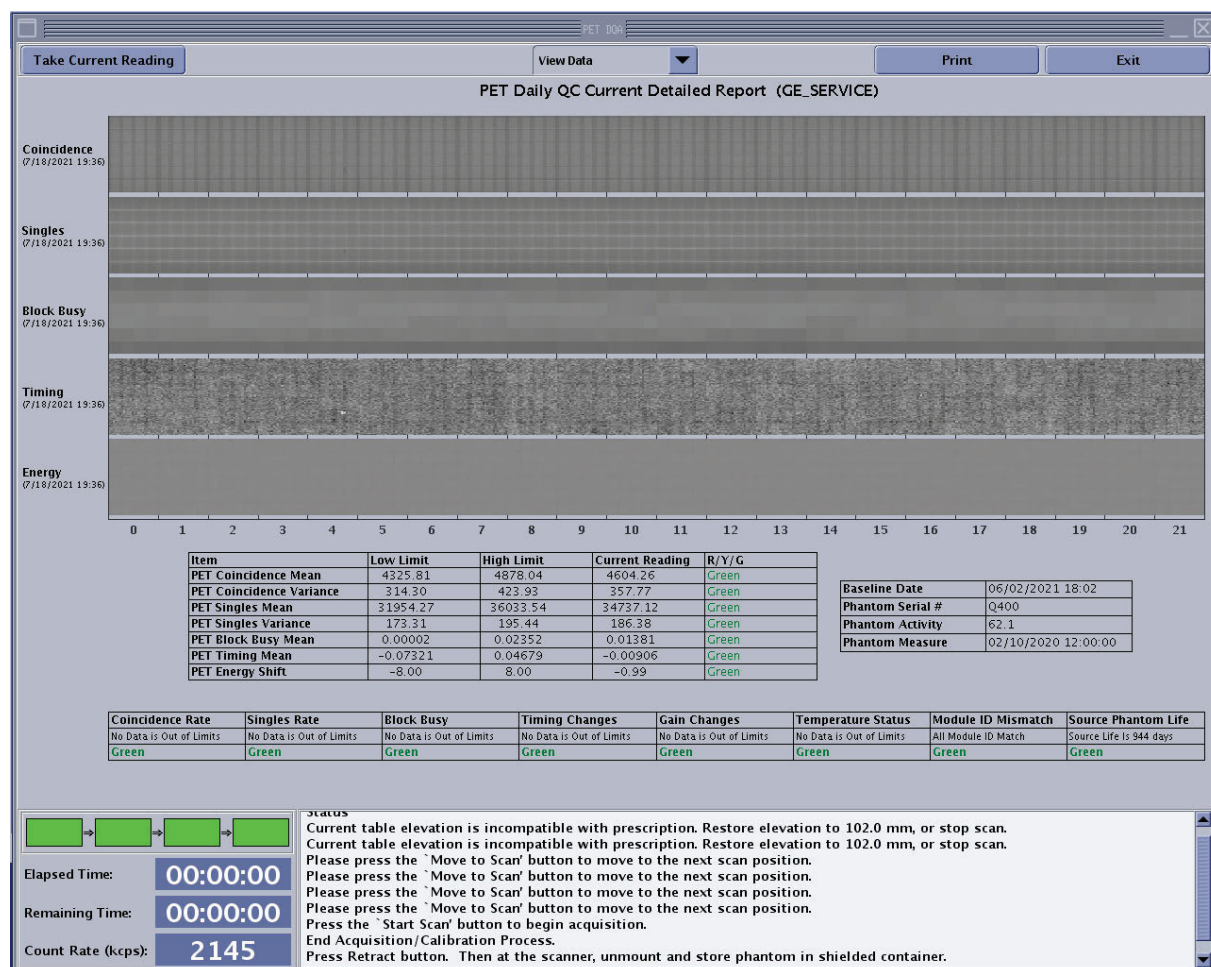 PET DQA
Take Current Reading
View Data
Print
Exit
PET Daily QC Current Detailed Report (GE_SERVICE)
Coincidence
(7/18/2021 19:36)
Singles
(7/18/2021 19:36)
Block Busy
(7/18/2021 19:36)
Timing
(7/18/2021 19:36)
Energy
(7/18/2021 19:36)
0 1 2 3 4 5 6 7 8 9 10 11 12 13 14 15 16 17 18 19 20 21
Item Low Limit High Limit Current Reading R/Y/G
PET Coincidence Mean 4325.81 4878.04 4604.26 Green
PET Coincidence Variance 314.30 423.93 357.77 Green
PET Singles Mean 31954.27 36033.54 34737.12 Green
PET Singles Variance 173.31 195.44 186.38 Green
PET Block Busy Mean 0.00002 0.02352 0.01381 Green
PET Timing Mean -0.07321 0.04679 -0.00906 Green
PET Energy Shift -8.00 8.00 -0.99 Green
Baseline Date 06/02/2021 18:02
Phantom Serial # Q400
Phantom Activity 62.1
Phantom Measure 02/10/2020 12:00:00
Coincidence Rate Singles Rate Block Busy Timing Changes Gain Changes Temperature Status Module ID Mismatch Source Phantom Life
No Data is Out of Limits No Data is Out of Limits No Data is Out of Limits No Data is Out of Limits No Data is Out of Limits No Data is Out of Limits All Module ID Match Source Life Is 944 days
Green Green Green Green Green Green Green Green
Elapsed Time: 00:00:00
Remaining Time: 00:00:00
Count Rate (kcps): 2145
Status
Current table elevation is incompatible with prescription. Restore elevation to 102.0 mm, or stop scan.
Current table elevation is incompatible with prescription. Restore elevation to 102.0 mm, or stop scan.
Please press the `Move to Scan' button to move to the next scan position.
Please press the `Move to Scan' button to move to the next scan position.
Please press the `Move to Scan' button to move to the next scan position.
Please press the `Move to Scan' button to move to the next scan position.
Press the `Start Scan' button to begin acquisition.
End Acquisition/Calibration Process.
Press Retract button. Then at the scanner, unmount and store phantom in shielded container.